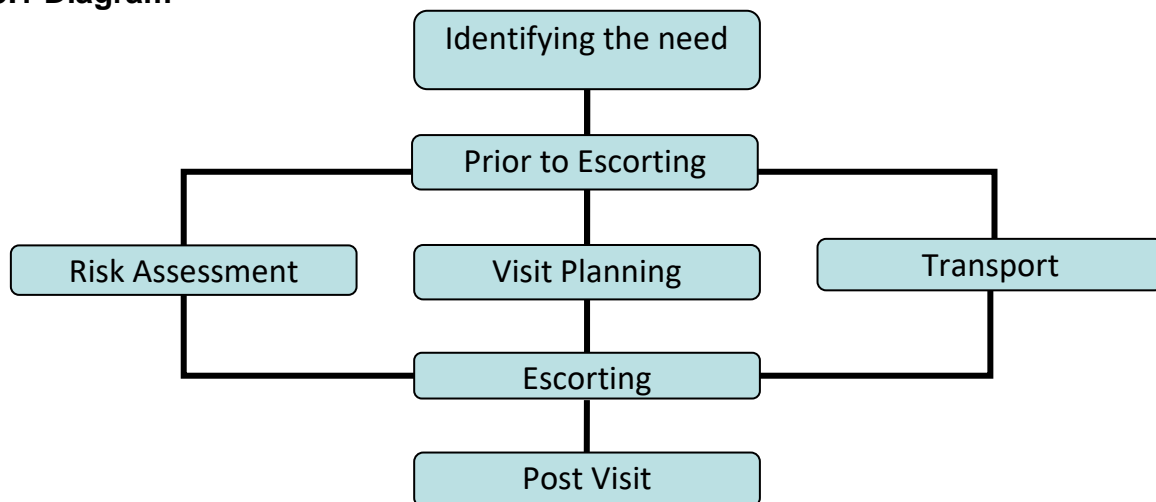 Diagram
Identifying the need
Prior to Escorting
Risk Assessment
Visit Planning
Transport
Escorting
Post Visit